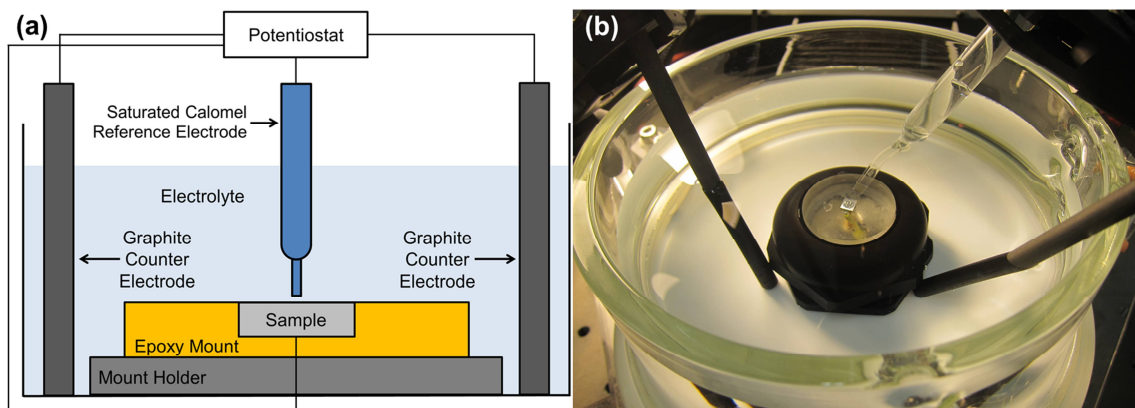 (a)
Potentiostat
Saturated Calomel
Reference Electrode
Electrolyte
Graphite
Counter
Electrode
Graphite
Counter
Electrode
Sample
Epoxy Mount
Mount Holder
(b)